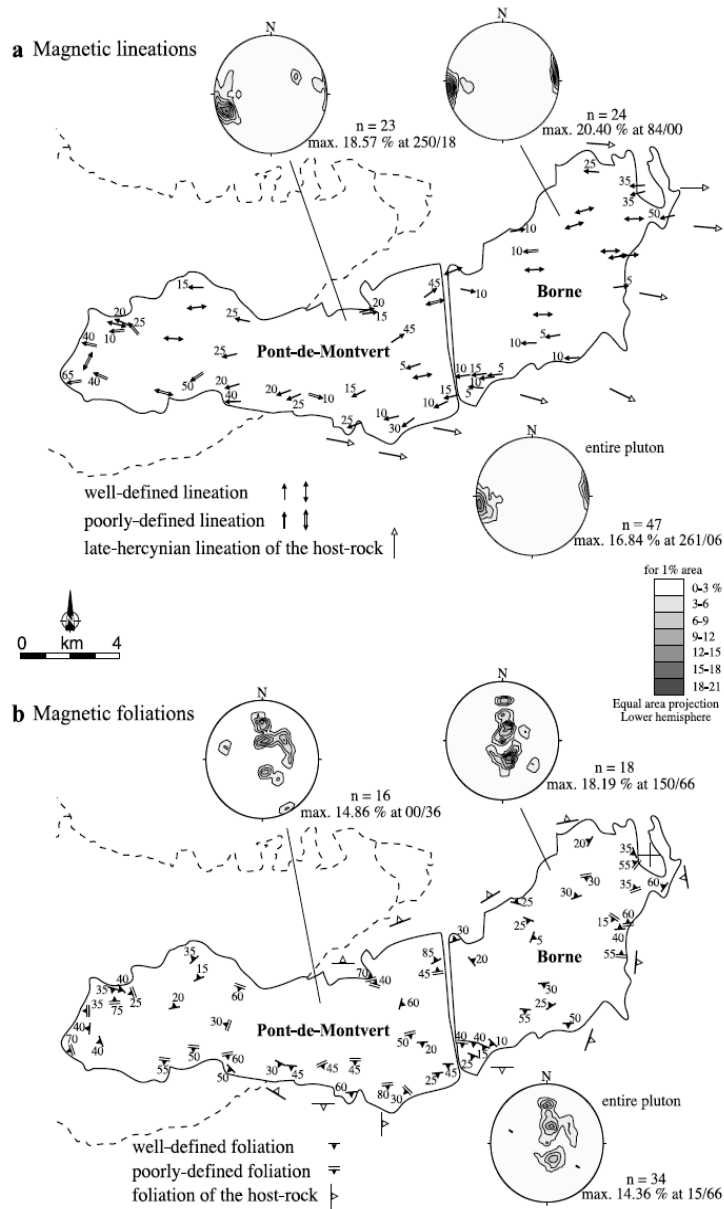 a Magnetic lineations
N
n = 23
max. 18.57 % at 250/18
N
n = 24
max. 20.40 % at 84/00
25
35
35
50
10
10
10
5
5
10
Borne
15
20
25
40
10
65
40
25
25
50
20
40
Pont-de-Montvert
20
15
45
10
45
5
10
15
10
5
5
15
10
25
10
15
25
30
10
N
entire pluton
n = 47
max. 16.84 % at 261/06
well-defined lineation
poorly-defined lineation
late-hercynian lineation of the host-rock
N
0 km 4
for 1% area
0-3 %
3-6
6-9
9-12
12-15
15-18
18-21
Equal area projection
Lower hemisphere
b Magnetic foliations
N
n = 16
max. 14.86 % at 00/36
N
n = 18
max. 18.19 % at 150/66
20
35
55
30
30
35
60
25
25
5
15
60
40
55
Borne
30
20
30
25
55
50
40
40
10
15
25
35
15
40
35
35
75
25
20
60
40
70
40
30
55
50
60
50
Pont-de-Montvert
70
40
85
45
60
50
20
30
45
45
45
60
80
30
25
45
N
entire pluton
n = 34
max. 14.36 % at 15/66
well-defined foliation
poorly-defined foliation
foliation of the host-rock